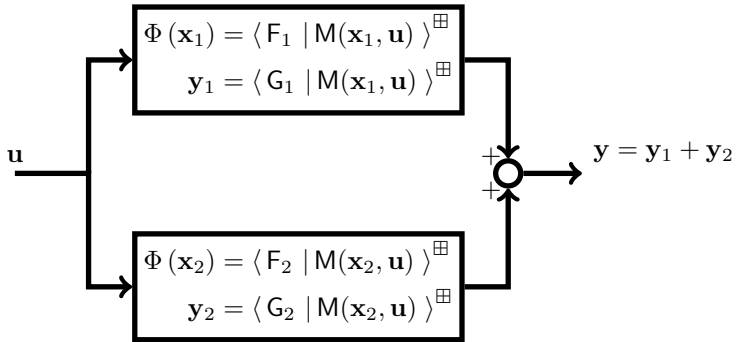 Φ (x₁) = ⟨ F₁ | M(x₁, u) ⟩^⊞
y₁ = ⟨ G₁ | M(x₁, u) ⟩^⊞
u
+
+
y = y₁ + y₂
Φ (x₂) = ⟨ F₂ | M(x₂, u) ⟩^⊞
y₂ = ⟨ G₂ | M(x₂, u) ⟩^⊞